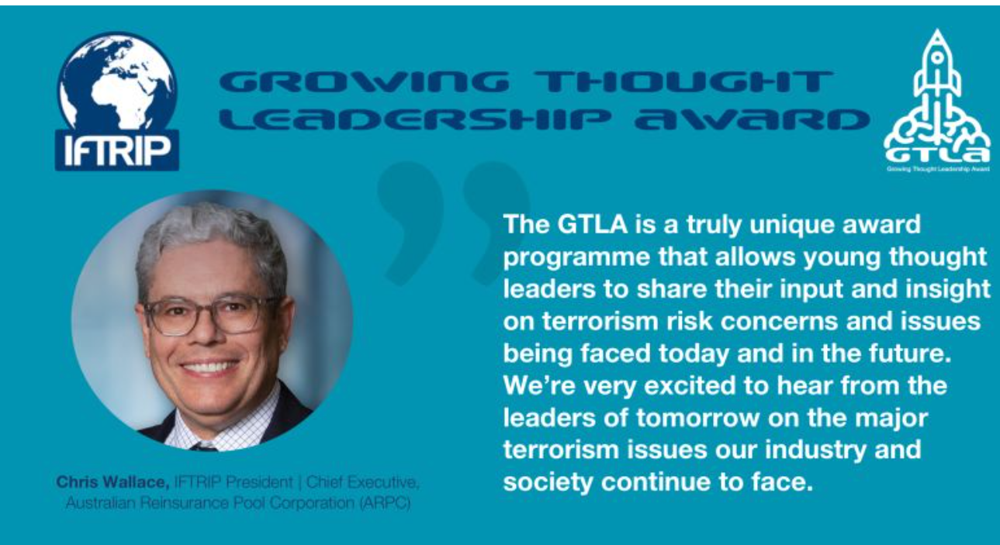 GROWING THOUGHT
LEADERSHIP AWARD
IFTRIP
GTLA
Growing Thought Leadership Award
”
The GTLA is a truly unique award
programme that allows young thought
leaders to share their input and insight
on terrorism risk concerns and issues
being faced today and in the future.
We’re very excited to hear from the
leaders of tomorrow on the major
terrorism issues our industry and
society continue to face.
Chris Wallace, IFTRIP President | Chief Executive,
Australian Reinsurance Pool Corporation (ARPC)